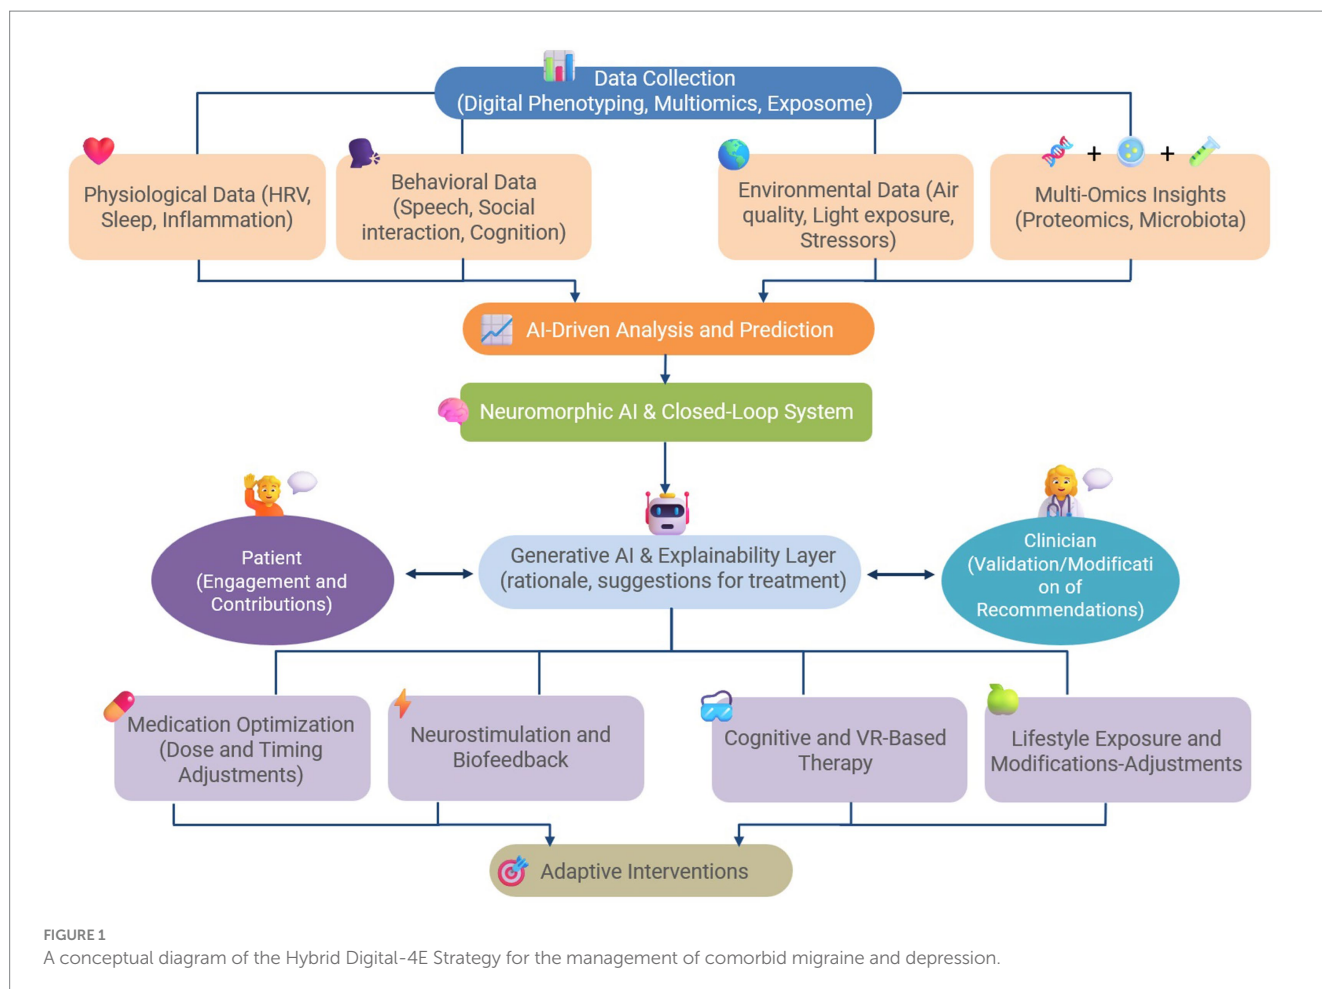 Data Collection
(Digital Phenotyping, Multiomics, Exposome)
Physiological Data (HRV,
Sleep, Inflammation)
Behavioral Data
(Speech, Social
interaction, Cognition)
Environmental Data (Air
quality, Light exposure,
Stressors)
+ +
Multi-Omics Insights
(Proteomics, Microbiota)
AI-Driven Analysis and Prediction
Neuromorphic AI & Closed-Loop System
Patient
(Engagement and
Contributions)
Generative AI & Explainability Layer
(rationale, suggestions for treatment)
Clinician
(Validation/Modificati
on of
Recommendations)
Medication Optimization
(Dose and Timing
Adjustments)
Neurostimulation and
Biofeedback
Cognitive and VR-Based
Therapy
Lifestyle Exposure and
Modifications-Adjustments
Adaptive Interventions
FIGURE 1
A conceptual diagram of the Hybrid Digital-4E Strategy for the management of comorbid migraine and depression.